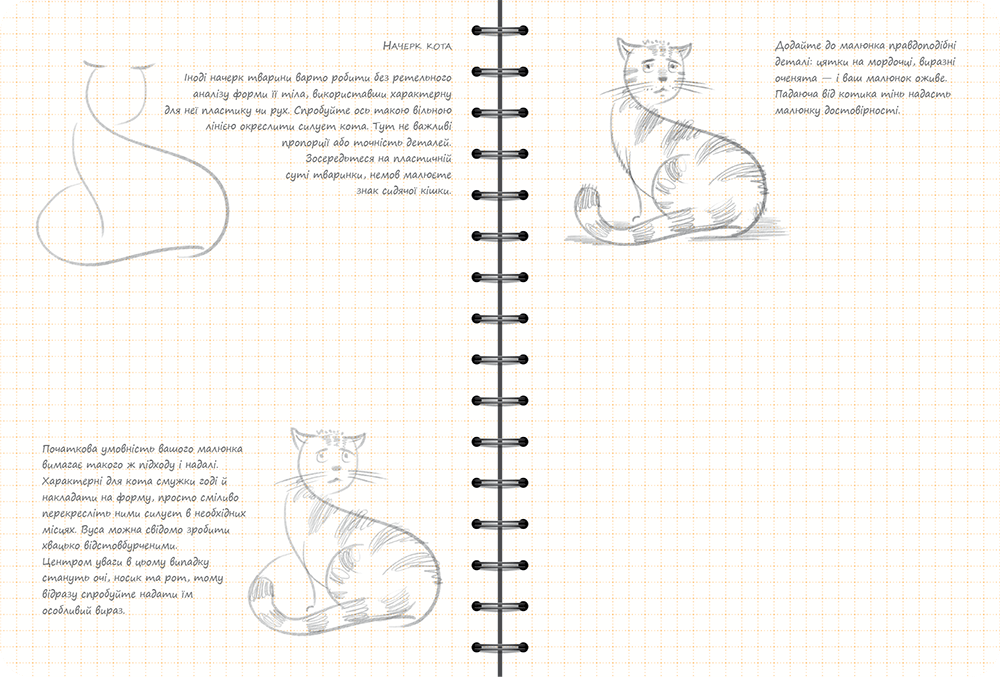 Начерк кота
Іноді начерк тварини варто робити без ретельного
аналізу форми її тіла, використавши характерну
для неї пластику чи рух. Спробуйте ось такою вільною
лінією окреслити силует кота. Тут не важливі
пропорції або точність деталей.
Зосередьтеся на пластичній
суті тваринки, немов малюєте
знак сидячої кішки.
Початкова умовність вашого малюнка
вимагає такого ж підходу і надалі.
Характерні для кота смужки годі й
накладати на форму, просто сміливо
перекресліть ними силует в необхідних
місцях. Вуса можна свідомо зробити
хвацько відстовбурченими.
Центром уваги в цьому випадку
стануть очі, носик та рот, тому
відразу спробуйте надати їм
особливий вираз.
Додайте до малюнка правдоподібні
деталі: цятки на мордочці, виразні
оченята — і ваш малюнок оживе.
Падаюча від котика тінь надасть
малюнку достовірності.